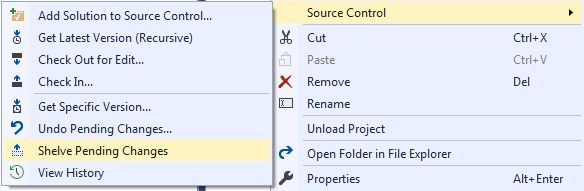 Add Solution to Source Control...
Get Latest Version (Recursive)
Check Out for Edit...
Check In...
Get Specific Version...
Undo Pending Changes...
Shelve Pending Changes
View History
Source Control
Cut Ctrl+X
Paste Ctrl+V
Remove Del
Rename
Unload Project
Open Folder in File Explorer
Properties Alt+Enter